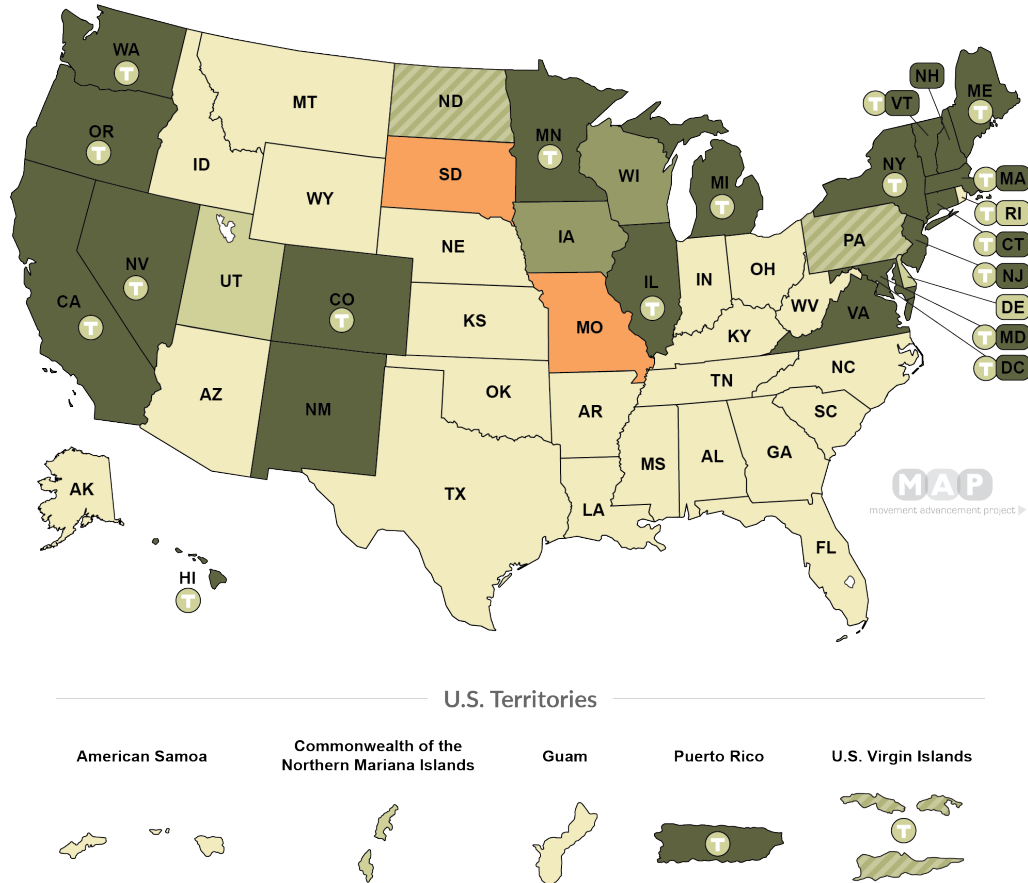 WA
T
OR
T
CA
T
NV
T
ID
MT
WY
UT
AZ
CO
T
NM
ND
SD
NE
KS
OK
TX
MN
T
IA
MO
AR
LA
WI
IL
T
MI
T
IN
OH
KY
TN
MS
AL
GA
FL
SC
NC
WV
VA
PA
NY
T
T VT
NH
ME
T
T MA
T RI
T CT
T NJ
DE
T MD
T DC
AK
HI
T
MAP
movement advancement project
U.S. Territories
American Samoa
Commonwealth of the
Northern Mariana Islands
Guam
Puerto Rico
T
U.S. Virgin Islands
T